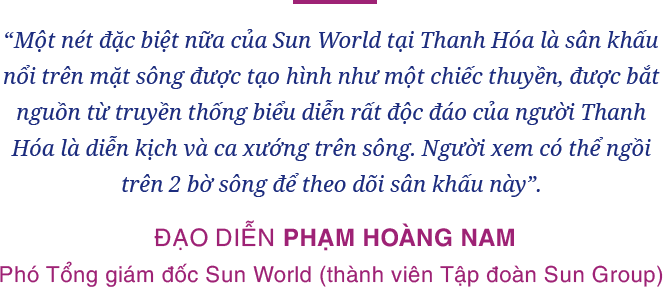 “Một nét đặc biệt nữa của Sun World tại Thanh Hóa là sân khấu
nổi trên mặt sông được tạo hình như một chiếc thuyền, được bắt
nguồn từ truyền thống biểu diễn rất độc đáo của người Thanh
Hóa là diễn kịch và ca xướng trên sông. Người xem có thể ngồi
trên 2 bờ sông để theo dõi sân khấu này”.
ĐẠO DIỄN PHẠM HOÀNG NAM
Phó Tổng giám đốc Sun World (thành viên Tập đoàn Sun Group)